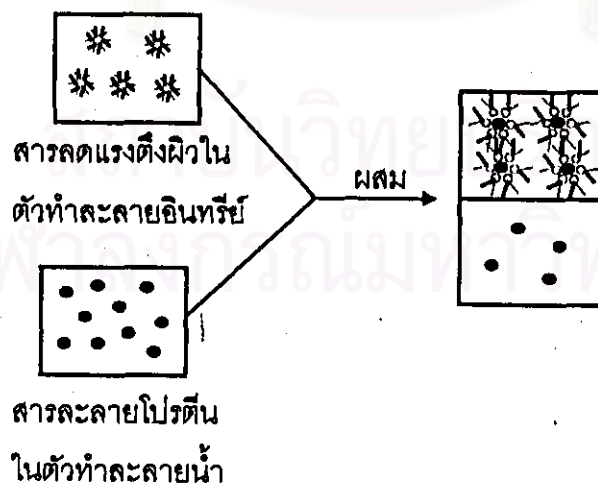 สารลดแรงตึงผิวใน
ตัวทำละลายอินทรีย์
ผสม
สารละลายโปรตีน
ในตัวทำละลายน้ำ